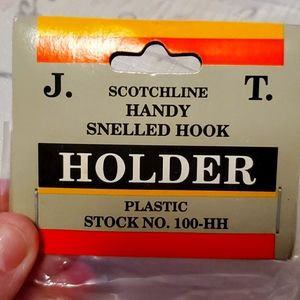 J. T.
SCOTCHLINE
HANDY
SNELLED HOOK
HOLDER
PLASTIC
STOCK NO. 100-HH